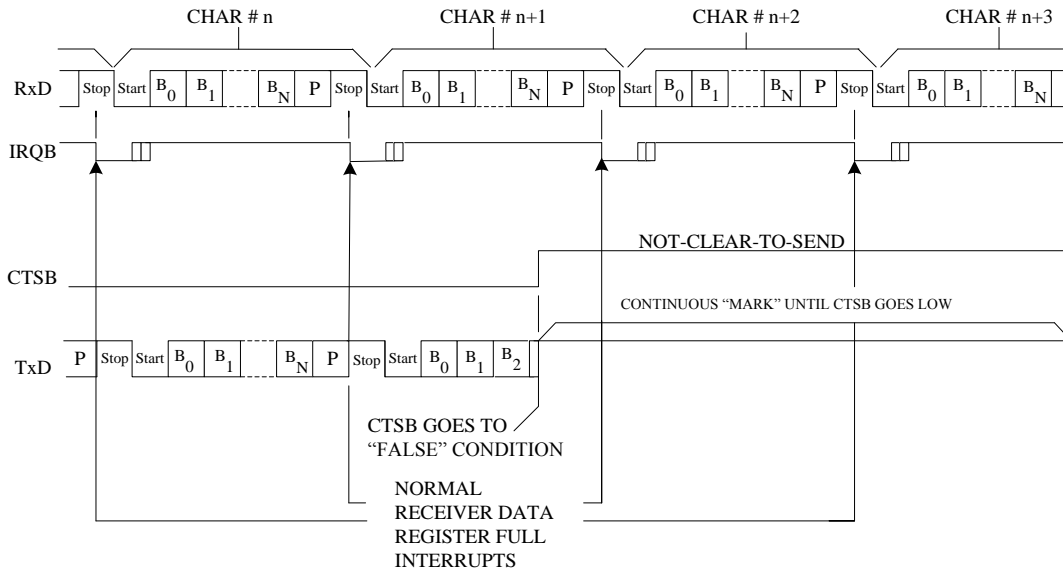 CHAR # n CHAR # n+1 CHAR # n+2 CHAR # n+3
RxD Stop Start B0 B1 BN P Stop Start B0 B1 BN P Stop Start B0 B1 BN P Stop Start B0 B1 BN
IRQB
NOT-CLEAR-TO-SEND
CTSB
CONTINUOUS “MARK” UNTIL CTSB GOES LOW
TxD P Stop Start B0 B1 BN P Stop Start B0 B1 B2
CTSB GOES TO
“FALSE” CONDITION
NORMAL
RECEIVER DATA
REGISTER FULL
INTERRUPTS